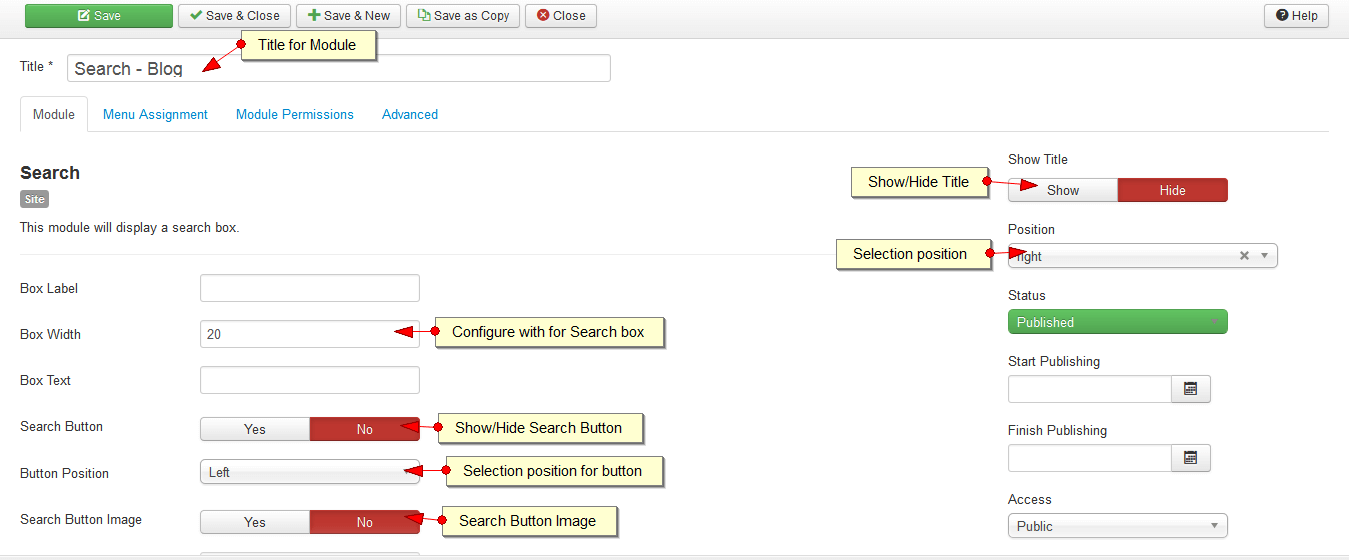 Save
Save & Close
Save & New
Save as Copy
Close
Help
Title for Module
Title *
Search - Blog
Module
Menu Assignment
Module Permissions
Advanced
Search
Site
This module will display a search box.
Box Label
Box Width
20
Configure with for Search box
Box Text
Search Button
Yes
No
Show/Hide Search Button
Button Position
Left
Selection position for button
Search Button Image
Yes
No
Search Button Image
Show Title
Show/Hide Title
Show
Hide
Position
Selection position
right
Status
Published
Start Publishing
Finish Publishing
Access
Public